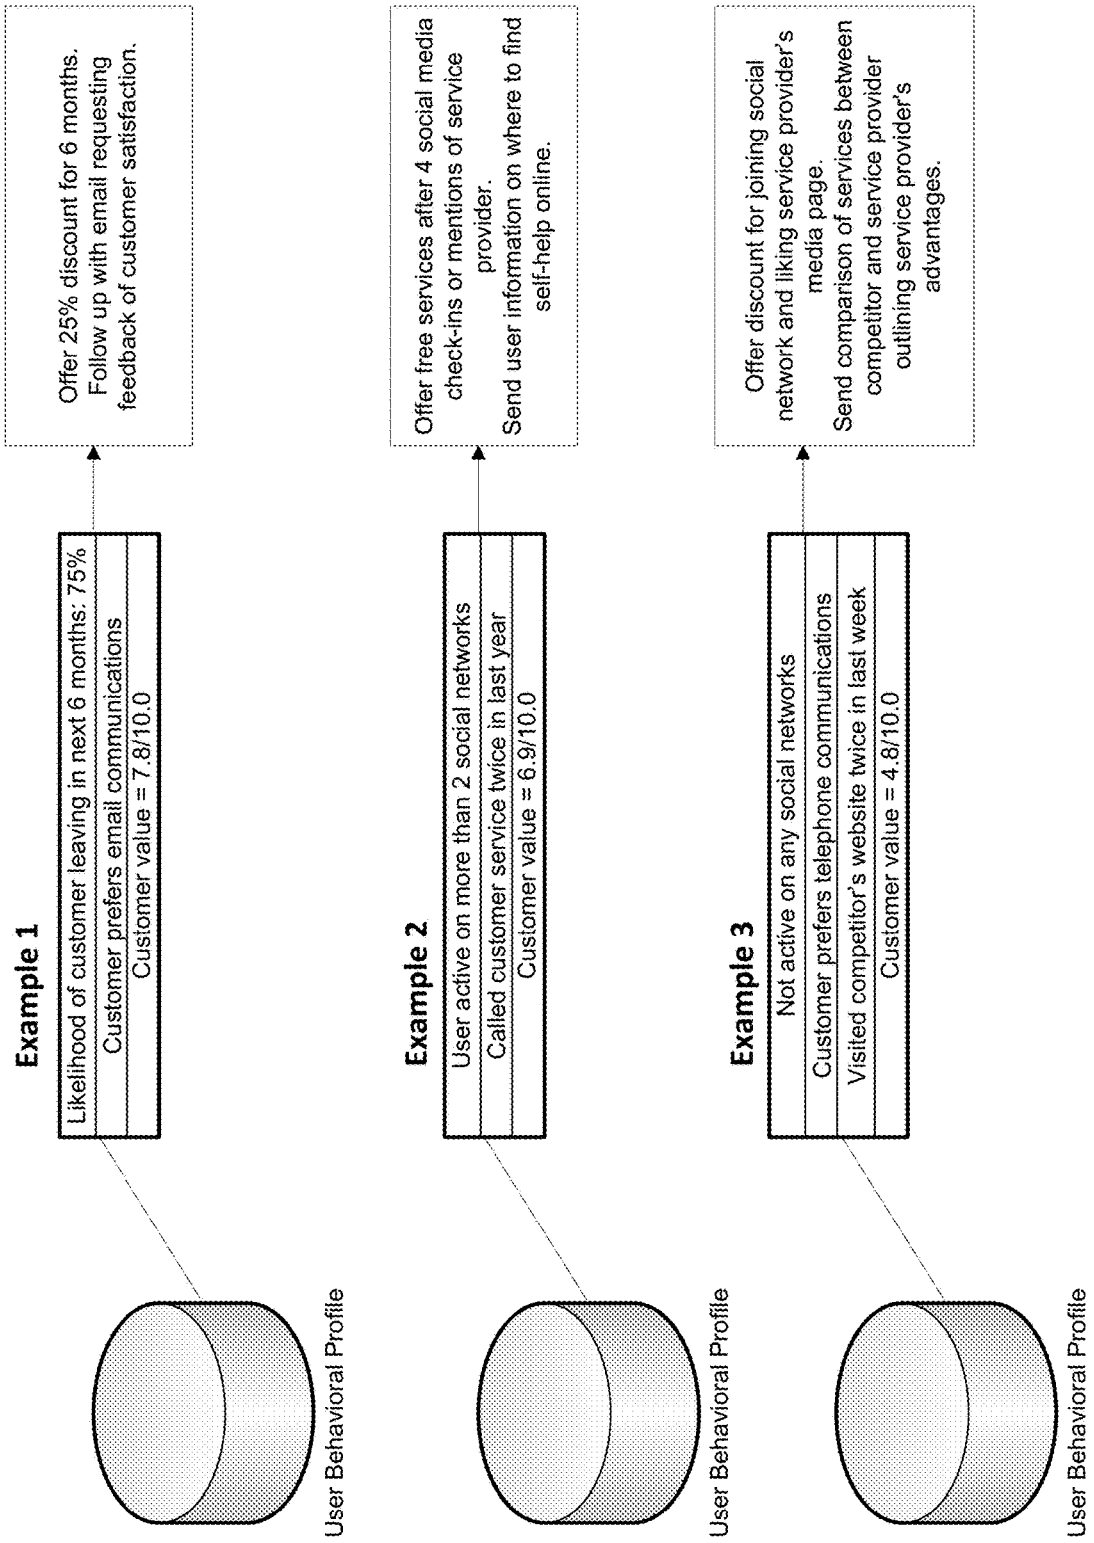 Example 1
User Behavioral Profile
Likelihood of customer leaving in next 6 months: 75%
Customer prefers email communications
Customer value = 7.8/10.0
Offer 25% discount for 6 months.
Follow up with email requesting
feedback of customer satisfaction.
Example 2
User Behavioral Profile
User active on more than 2 social networks
Called customer service twice in last year
Customer value = 6.9/10.0
Offer free services after 4 social media
check-ins or mentions of service
provider.
Send user information on where to find
self-help online.
Example 3
User Behavioral Profile
Not active on any social networks
Customer prefers telephone communications
Visited competitor's website twice in last week
Customer value = 4.8/10.0
Offer discount for joining social
network and liking service provider's
media page.
Send comparison of services between
competitor and service provider
outlining service provider's
advantages.